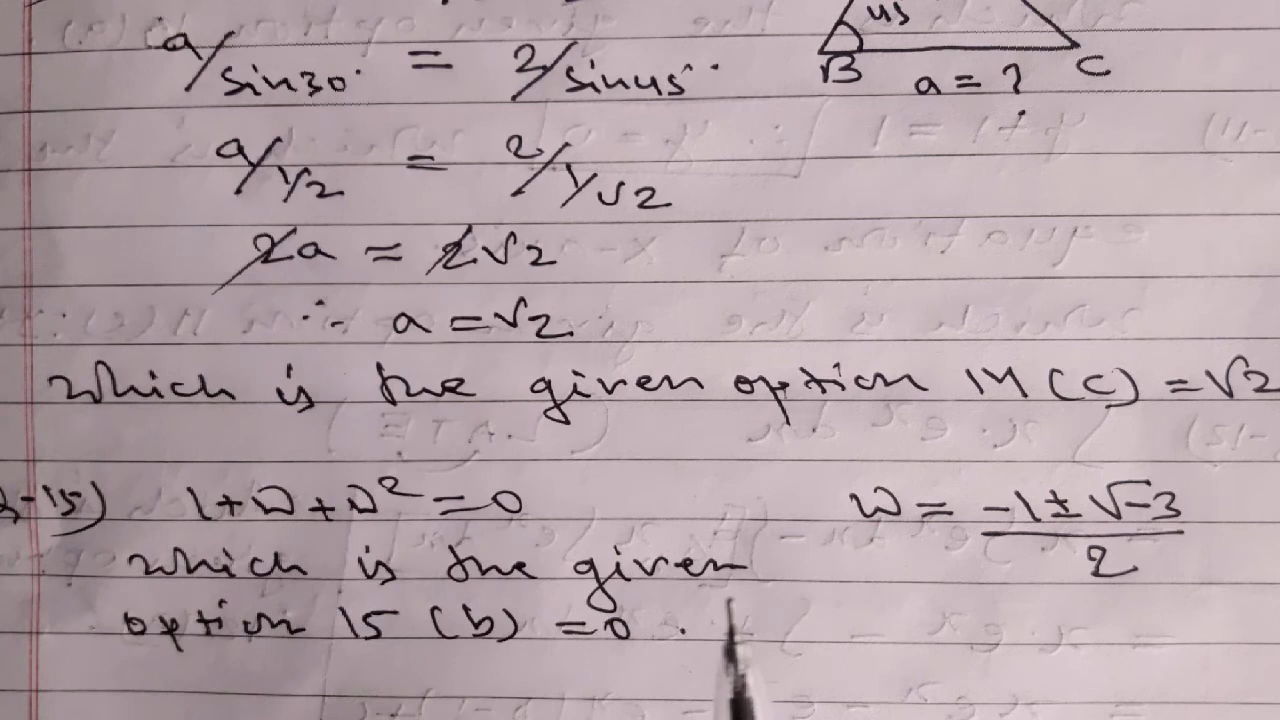 a/sin30° = 2/sin45°
45
B C
a = ?
a/1/2 = 2/1/√2
2a = 2√2
∴ a = √2
which is the given option 14 (c) = √2
-15) 1+ω+ω² = 0
ω = -1±√-3 / 2
which is the given
option 15 (b) = 0.